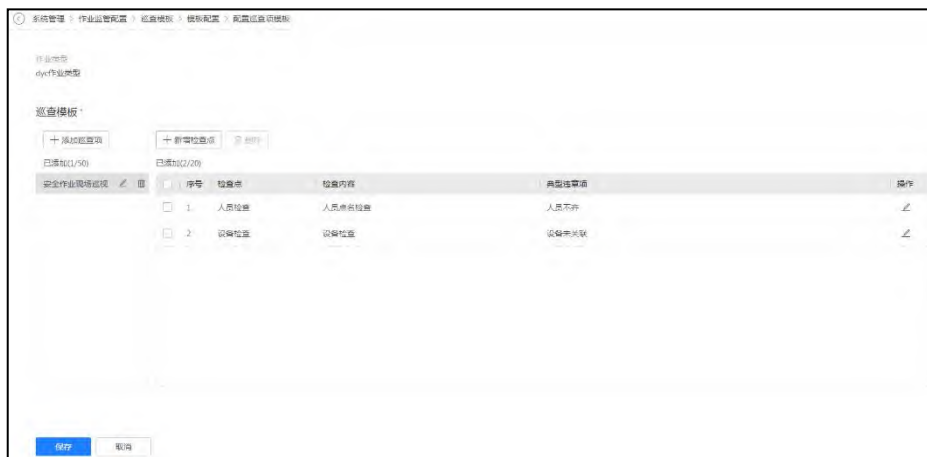 系统管理 > 作业监管配置 > 巡查模板 > 模板配置 > 配置巡查项模板
作业类型
dyc作业类型
巡查模板 *
+ 添加巡查项
+ 新增检查点 删除
已添加(1/50)
已添加(2/20)
安全作业现场巡视
序号 检查点 检查内容 典型违章项 操作
1 人员检查 人员点名检查 人员不齐
2 设备检查 设备检查 设备未关联
保存 取消